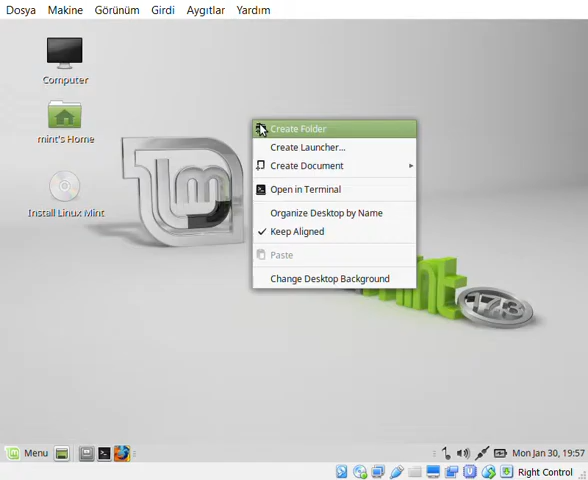 Dosya Makine Görünüm Girdi Aygıtlar Yardım
Computer
mint's Home
Install Linux Mint
Create Folder
Create Launcher...
Create Document
Open in Terminal
Organize Desktop by Name
Keep Aligned
Paste
Change Desktop Background
17.3
Menu
Mon Jan 30, 19:57
Right Control